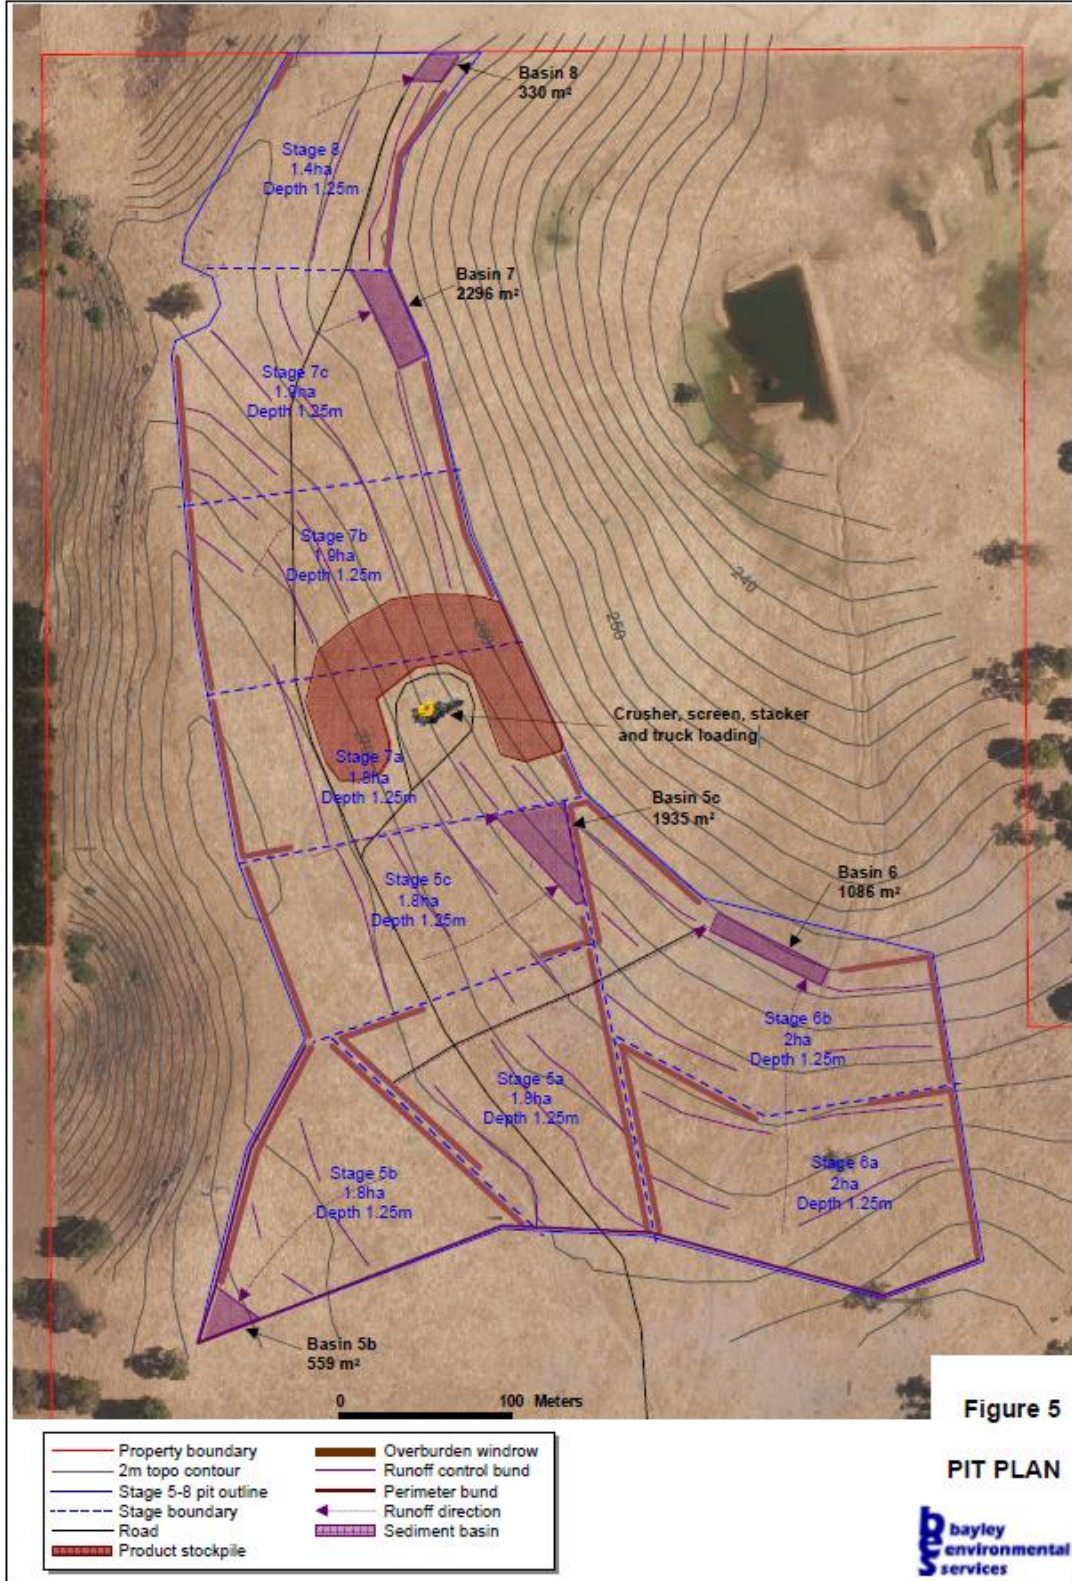 Basin 8
330 m²
Stage 8
1.4ha
Depth 1.25m
Basin 7
2296 m²
Stage 7c
1.9ha
Depth 1.25m
Stage 7b
1.9ha
Depth 1.25m
240
250
Crusher, screen, stacker
and truck loading
Stage 7a
1.8ha
Depth 1.25m
Basin 5c
1935 m²
Stage 5c
1.8ha
Depth 1.25m
Basin 6
1086 m²
Stage 6b
2ha
Depth 1.25m
Stage 5a
1.8ha
Depth 1.25m
Stage 6a
2ha
Depth 1.25m
Stage 5b
1.8ha
Depth 1.25m
Basin 5b
559 m²
0 100 Meters
Figure 5
PIT PLAN
Property boundary
2m topo contour
Stage 5-8 pit outline
Stage boundary
Road
Product stockpile
Overburden windrow
Runoff control bund
Perimeter bund
Runoff direction
Sediment basin
bes
bayley
environmental
services